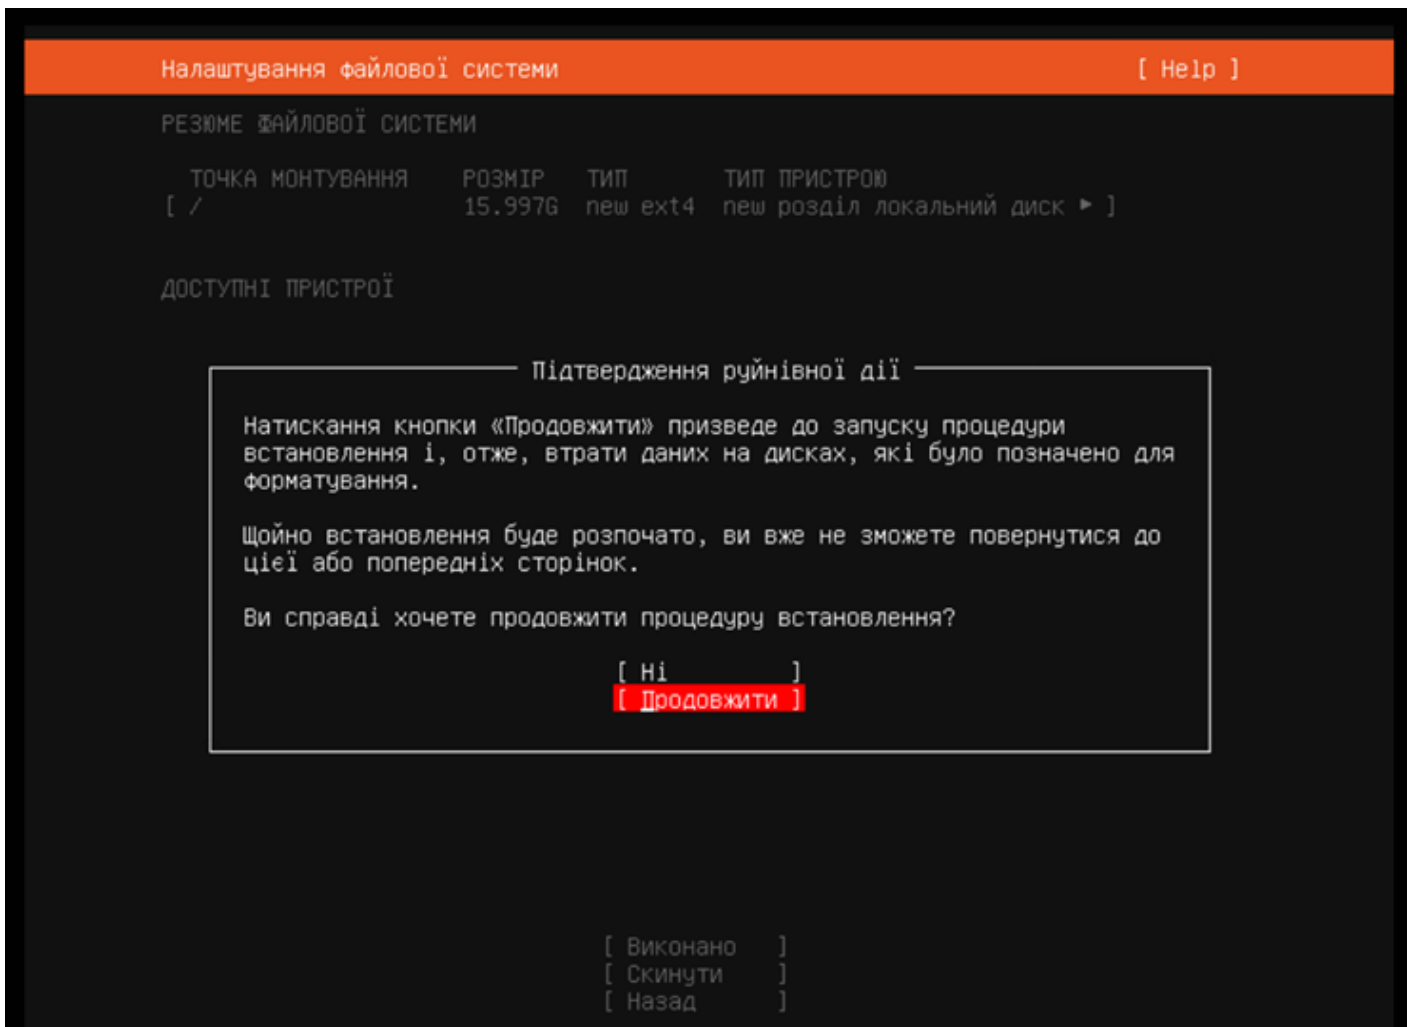 Налаштування файлової системи [ Help ]
РЕЗЮМЕ ФАЙЛОВОЇ СИСТЕМИ
ТОЧКА МОНТУВАННЯ РОЗМІР ТИП ТИП ПРИСТРОЮ
[ / 15.997G new ext4 new розділ локальний диск ▸ ]
ДОСТУПНІ ПРИСТРОЇ
Підтвердження руйнівної дії
Натискання кнопки «Продовжити» призведе до запуску процедури
встановлення і, отже, втрати даних на дисках, які було позначено для
форматування.
Щойно встановлення буде розпочато, ви вже не зможете повернутися до
цієї або попередніх сторінок.
Ви справді хочете продовжити процедуру встановлення?
[ Ні ]
[ Продовжити ]
[ Виконано ]
[ Скинути ]
[ Назад ]